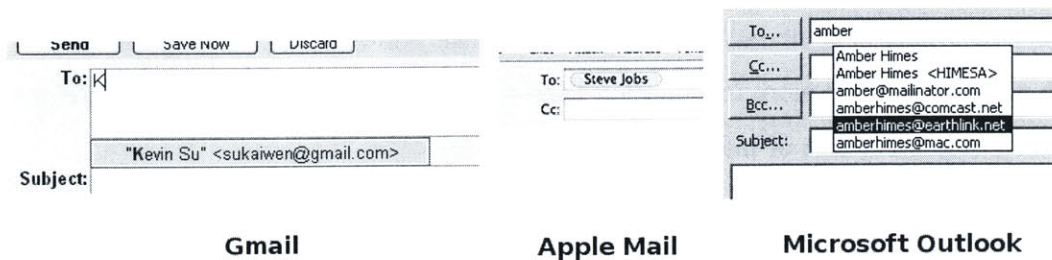 Send Save Now Discard
To: K
"Kevin Su" <sukaiwen@gmail.com>
Subject:
Gmail
To: Steve Jobs
Cc:
Apple Mail
To... amber
Amber Himes
Cc... Amber Himes <HIMESA>
amber@mailinator.com
Bcc... amberhimes@comcast.net
amberhimes@earthlink.net
Subject: amberhimes@mac.com
Microsoft Outlook